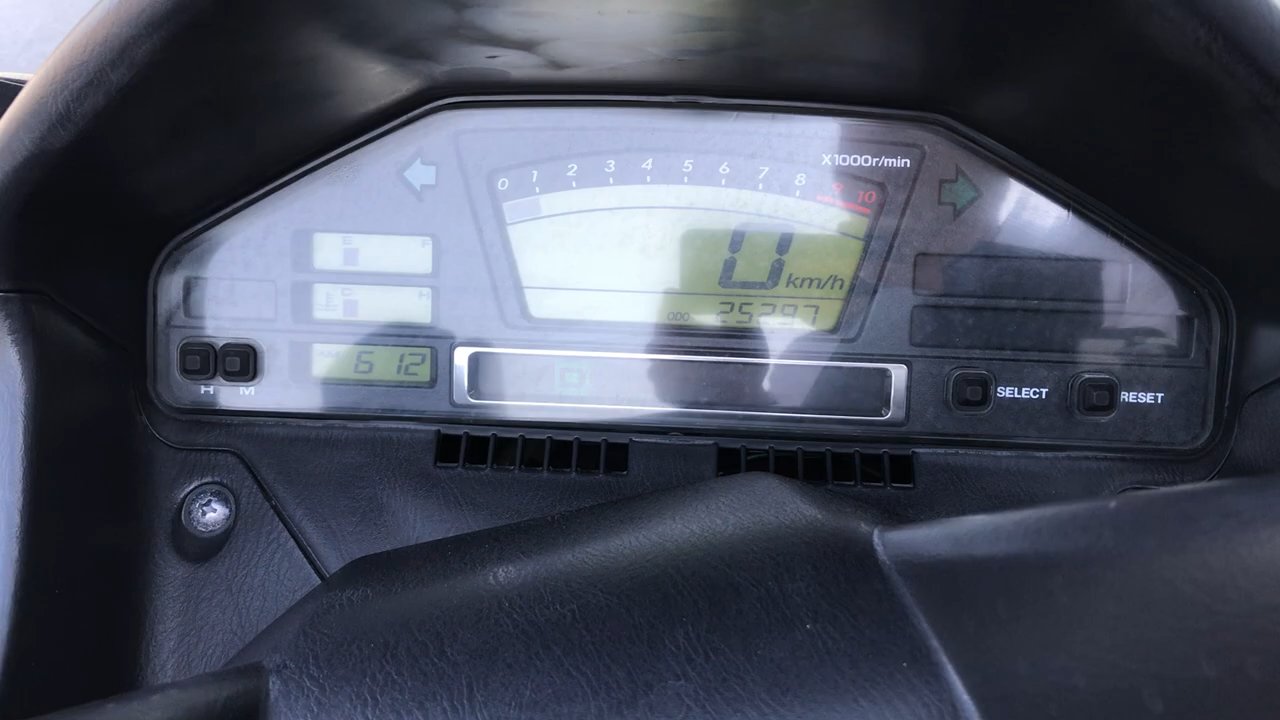 X1000r/min
0 1 2 3 4 5 6 7 8 9 10
E F
0 km/h
C H
ODO 25297
6 12
H M
SELECT
RESET